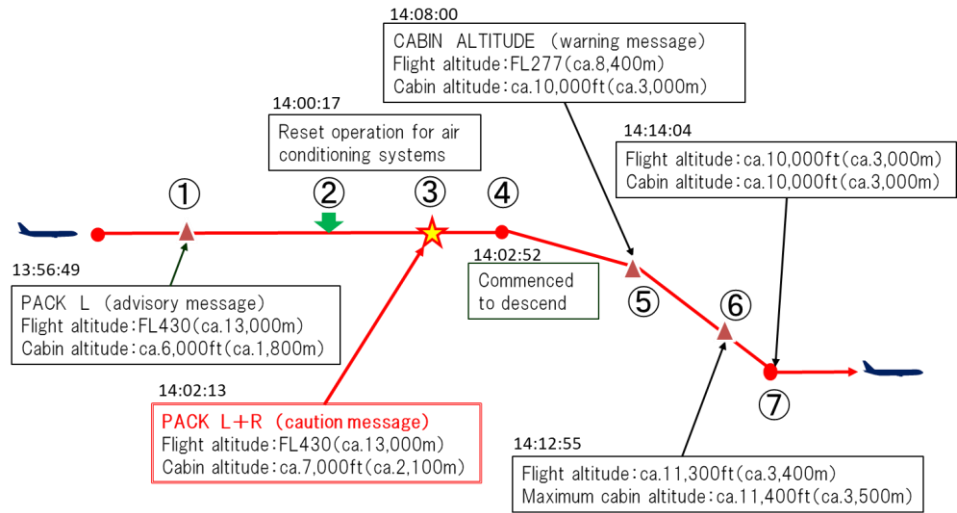 14:08:00
CABIN ALTITUDE (warning message)
Flight altitude:FL277(ca.8,400m)
Cabin altitude:ca.10,000ft(ca.3,000m)
14:00:17
Reset operation for air
conditioning systems
14:14:04
Flight altitude:ca.10,000ft(ca.3,000m)
Cabin altitude:ca.10,000ft(ca.3,000m)
① ② ③ ④
13:56:49
PACK L (advisory message)
Flight altitude:FL430(ca.13,000m)
Cabin altitude:ca.6,000ft(ca.1,800m)
14:02:52
Commenced
to descend
⑤ ⑥
⑦
14:02:13
PACK L+R (caution message)
Flight altitude:FL430(ca.13,000m)
Cabin altitude:ca.7,000ft(ca.2,100m)
14:12:55
Flight altitude:ca.11,300ft(ca.3,400m)
Maximum cabin altitude:ca.11,400ft(ca.3,500m)